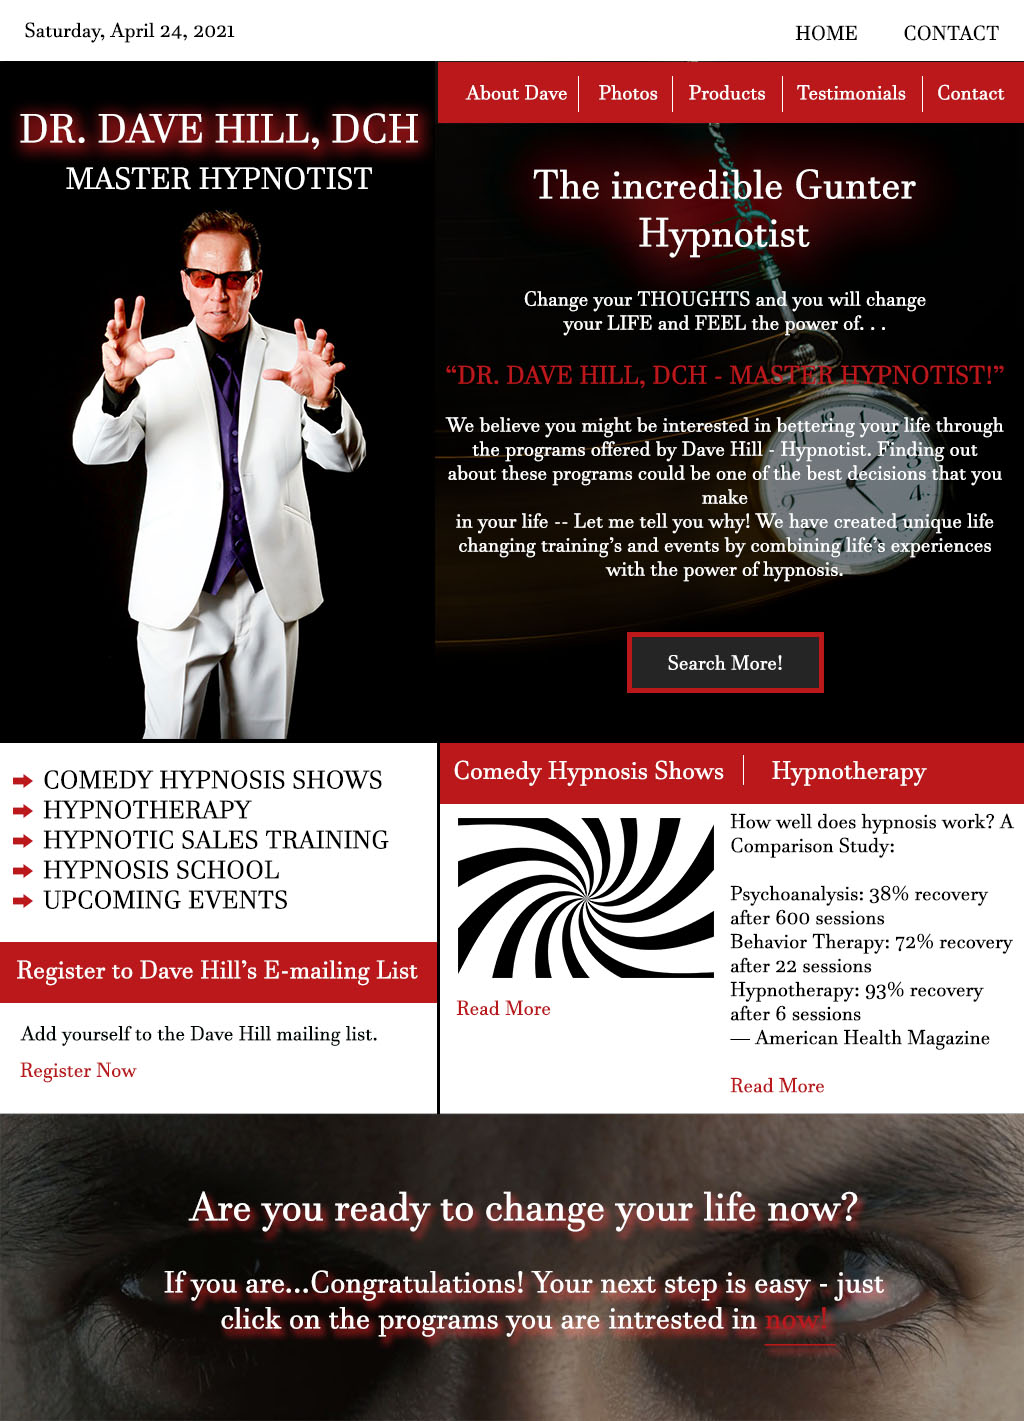 Saturday, April 24, 2021
HOME
CONTACT
About Dave
Photos
Products
Testimonials
Contact
DR. DAVE HILL, DCH
MASTER HYPNOTIST
The incredible Gunter
Hypnotist
Change your THOUGHTS and you will change
your LIFE and FEEL the power of. . .
“DR. DAVE HILL, DCH - MASTER HYPNOTIST!”
We believe you might be interested in bettering your life through
the programs offered by Dave Hill - Hypnotist. Finding out
about these programs could be one of the best decisions that you
make
in your life -- Let me tell you why! We have created unique life
changing training’s and events by combining life’s experiences
with the power of hypnosis.
Search More!
COMEDY HYPNOSIS SHOWS
HYPNOTHERAPY
HYPNOTIC SALES TRAINING
HYPNOSIS SCHOOL
UPCOMING EVENTS
Register to Dave Hill’s E-mailing List
Add yourself to the Dave Hill mailing list.
Register Now
Comedy Hypnosis Shows
Hypnotherapy
Read More
How well does hypnosis work? A
Comparison Study:
Psychoanalysis: 38% recovery
after 600 sessions
Behavior Therapy: 72% recovery
after 22 sessions
Hypnotherapy: 93% recovery
after 6 sessions
— American Health Magazine
Read More
Are you ready to change your life now?
If you are...Congratulations! Your next step is easy - just
click on the programs you are intrested in now!